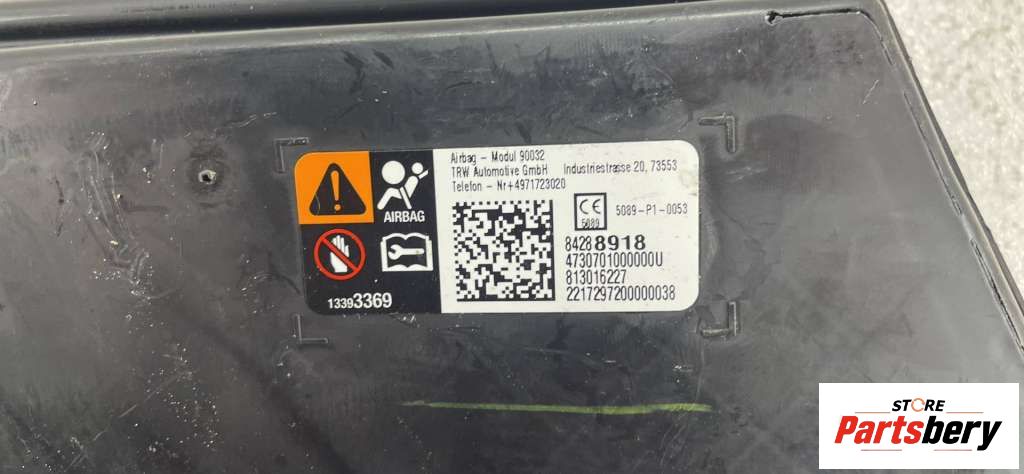 Airbag - Modul 90032
TRW Automotive GmbH Industriestrasse 20, 73553
Telefon - Nr+4971723020
AIRBAG
CE
5089
5089-P1-0053
84288918
4730701000000U
813016227
2217297200000038
13393369
STORE
Partsbery